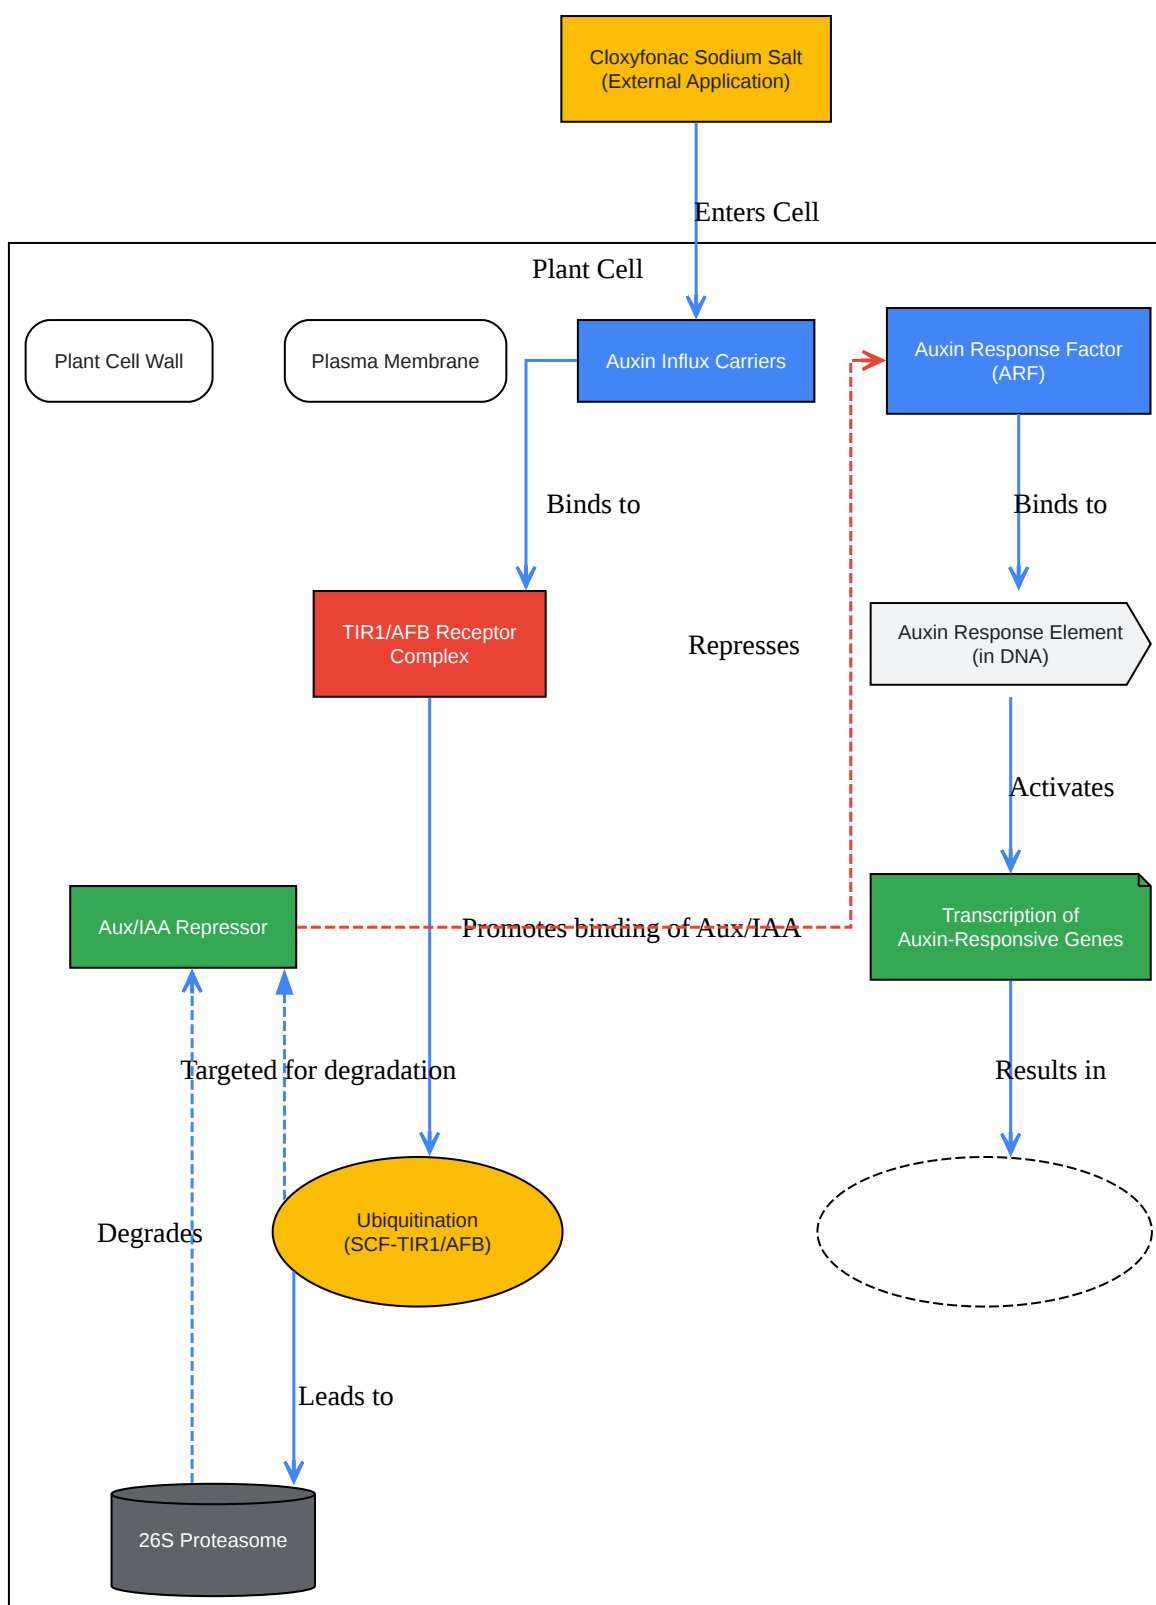 Cloxyfonac Sodium Salt
(External Application)
Enters Cell
Plant Cell
Plant Cell Wall
Plasma Membrane
Auxin Influx Carriers
Auxin Response Factor
(ARF)
Binds to
Binds to
TIR1/AFB Receptor
Complex
Represses
Auxin Response Element
(in DNA)
Activates
Aux/IAA Repressor
Promotes binding of Aux/IAA
Transcription of
Auxin-Responsive Genes
Targeted for degradation
Results in
Degrades
Ubiquitination
(SCF-TIR1/AFB)
Leads to
26S Proteasome